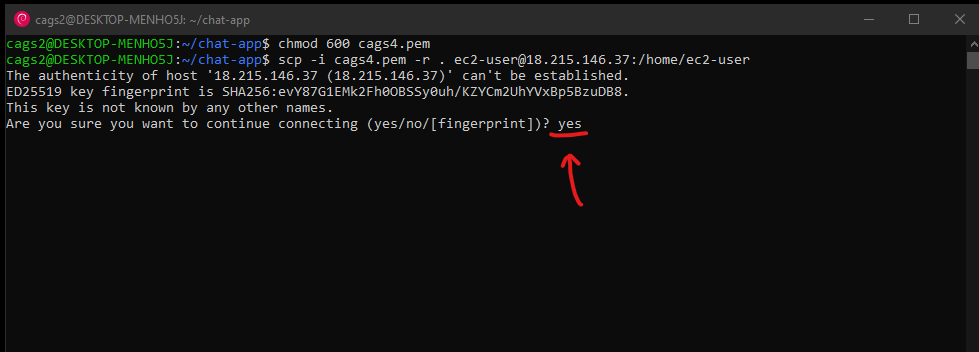 cags2@DESKTOP-MENHO5J: ~/chat-app
cags2@DESKTOP-MENHO5J:~/chat-app$ chmod 600 cags4.pem
cags2@DESKTOP-MENHO5J:~/chat-app$ scp -i cags4.pem -r . ec2-user@18.215.146.37:/home/ec2-user
The authenticity of host '18.215.146.37 (18.215.146.37)' can't be established.
ED25519 key fingerprint is SHA256:evY87G1EMk2Fh0OBSSy0uh/KZYCm2UhYVxBp5BzuDB8.
This key is not known by any other names.
Are you sure you want to continue connecting (yes/no/[fingerprint])? yes